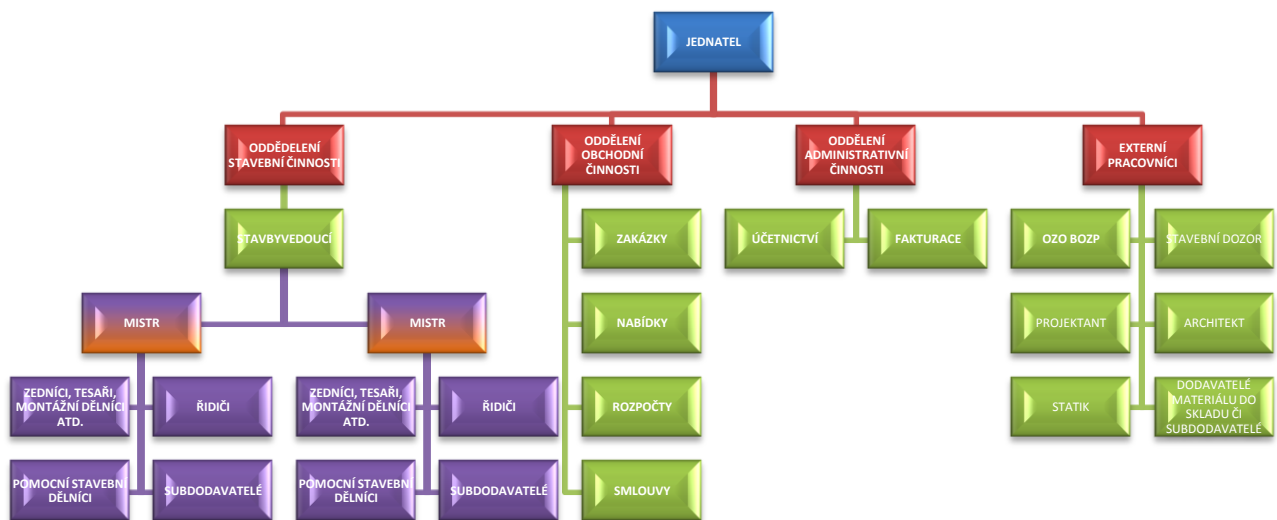 JEDNATEL
ODDĚDELENÍ
STAVEBNÍ ČINNOSTI
ODDĚLENÍ
OBCHODNÍ
ČINNOSTI
ODDĚLENÍ
ADMINISTRATIVNÍ
ČINNOSTI
EXTERNÍ
PRACOVNÍCI
STAVBYVEDOUCÍ
ZAKÁZKY
ÚČETNICTVÍ
FAKTURACE
OZO BOZP
STAVEBNÍ DOZOR
MISTR
MISTR
NABÍDKY
PROJEKTANT
ARCHITEKT
ZEDNÍCI, TESAŘI,
MONTÁŽNÍ DĚLNÍCI
ATD.
ŘIDIČI
ZEDNÍCI, TESAŘI,
MONTÁŽNÍ DĚLNÍCI
ATD.
ŘIDIČI
ROZPOČTY
STATIK
DODAVATELÉ
MATERIÁLU DO
SKLADU ČI
SUBDODAVATELÉ
POMOCNÍ STAVEBNÍ
DĚLNÍCI
SUBDODAVATELÉ
POMOCNÍ STAVEBNÍ
DĚLNÍCI
SUBDODAVATELÉ
SMLOUVY